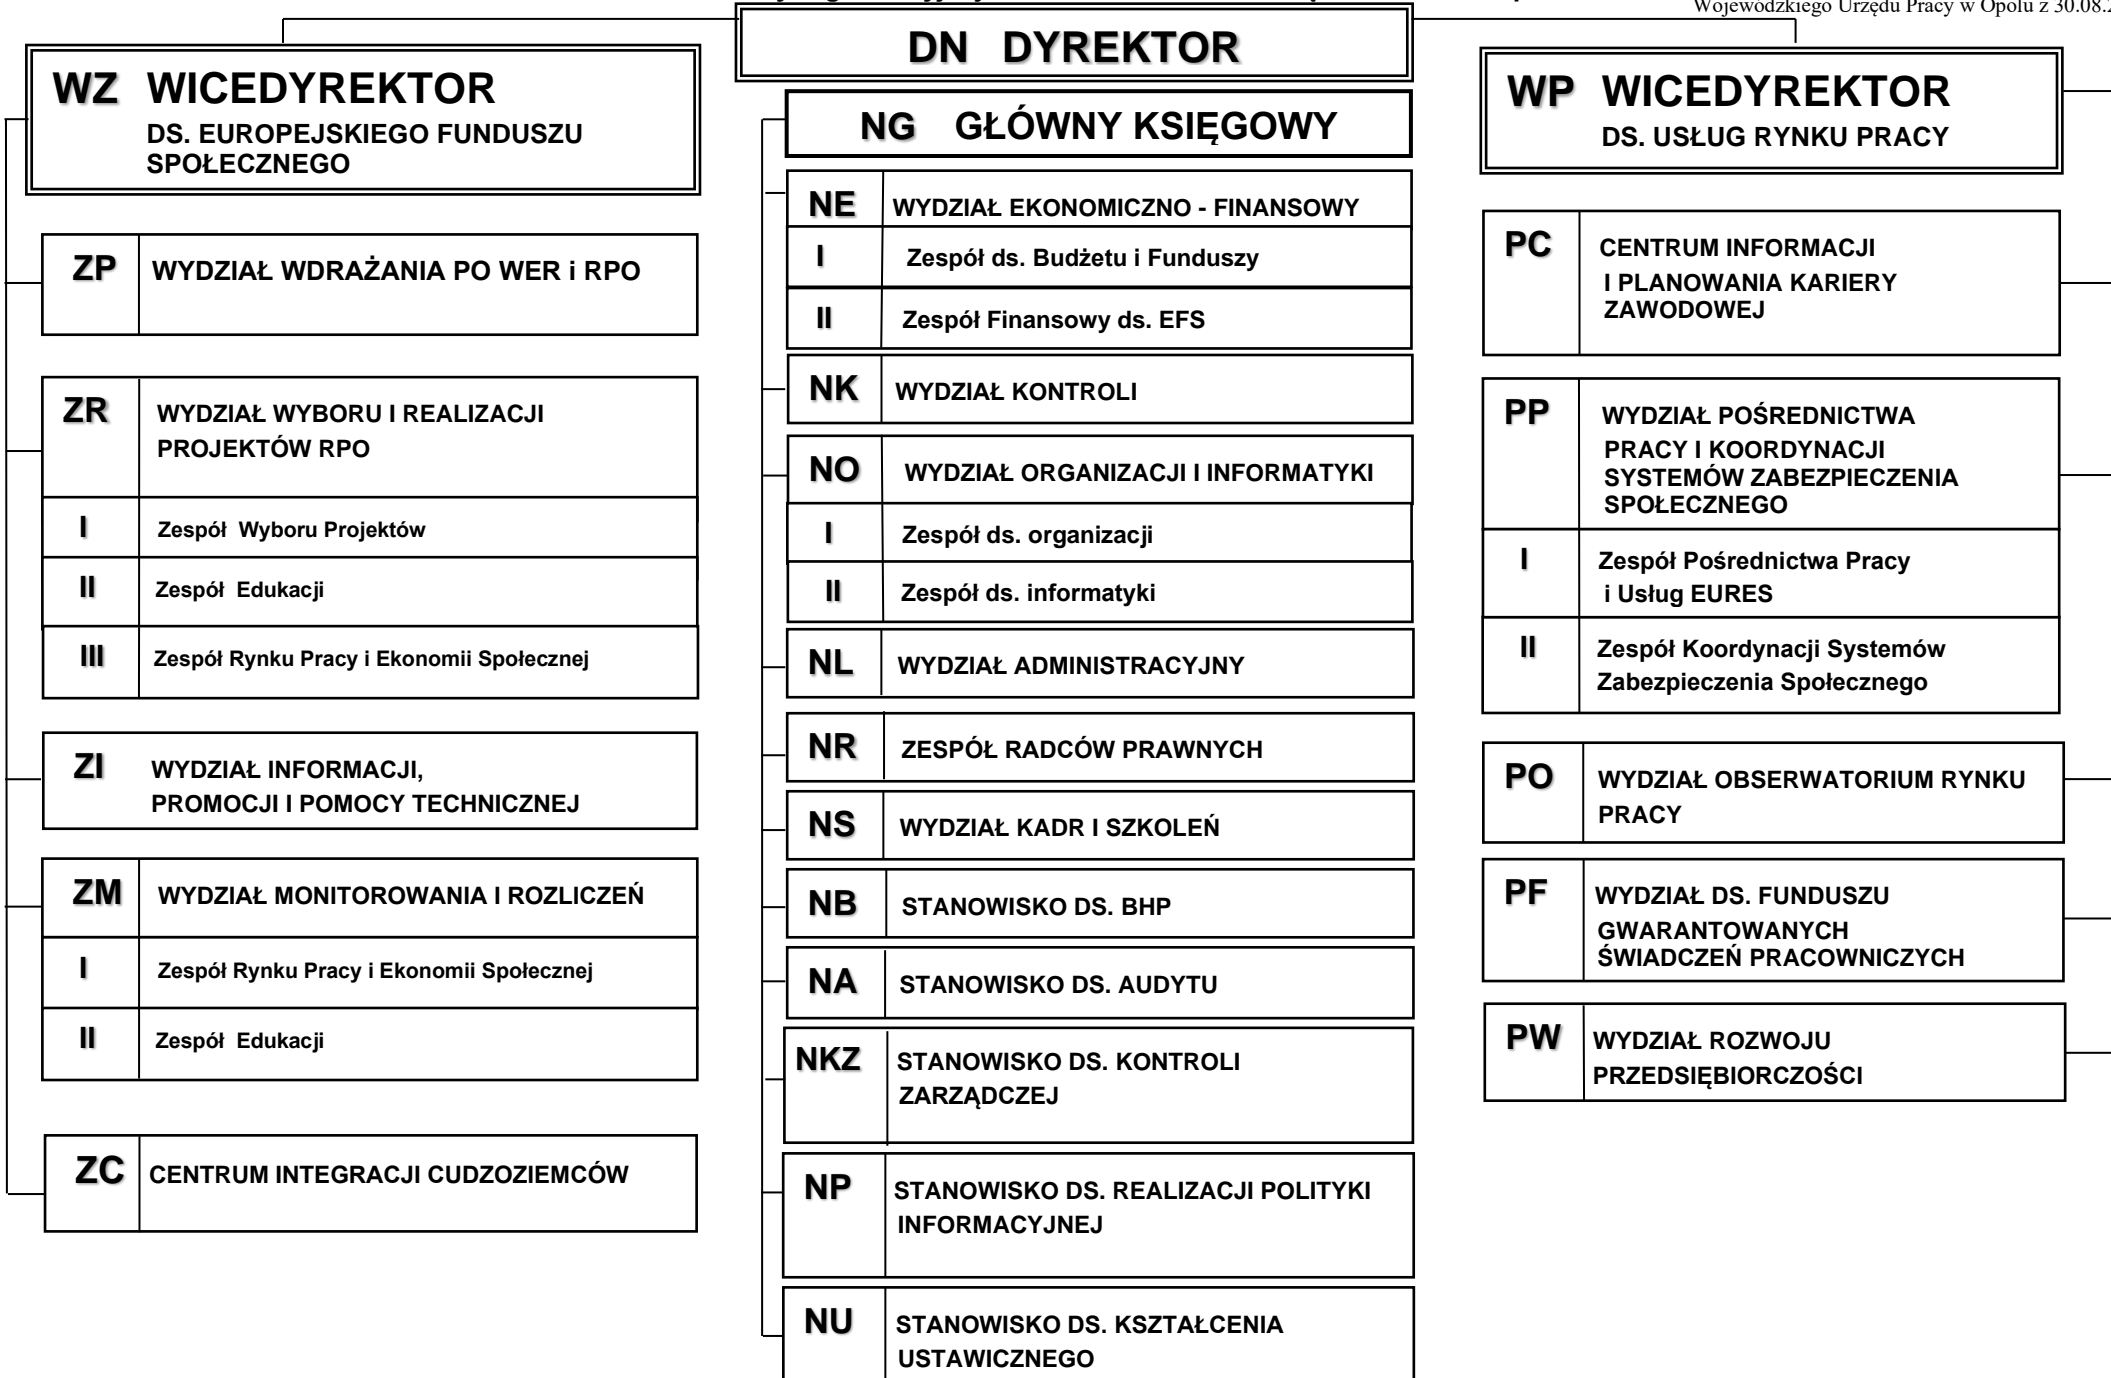 Wojewódzkiego Urzędu Pracy w Opolu z 30.08.2
DN DYREKTOR
WZ WICEDYREKTOR
DS. EUROPEJSKIEGO FUNDUSZU
SPOŁECZNEGO
ZP WYDZIAŁ WDRAŻANIA PO WER i RPO
ZR WYDZIAŁ WYBORU I REALIZACJI
PROJEKTÓW RPO
I Zespół Wyboru Projektów
II Zespół Edukacji
III Zespół Rynku Pracy i Ekonomii Społecznej
ZI WYDZIAŁ INFORMACJI,
PROMOCJI I POMOCY TECHNICZNEJ
ZM WYDZIAŁ MONITOROWANIA I ROZLICZEŃ
I Zespół Rynku Pracy i Ekonomii Społecznej
II Zespół Edukacji
ZC CENTRUM INTEGRACJI CUDZOZIEMCÓW
NG GŁÓWNY KSIĘGOWY
NE WYDZIAŁ EKONOMICZNO - FINANSOWY
I Zespół ds. Budżetu i Funduszy
II Zespół Finansowy ds. EFS
NK WYDZIAŁ KONTROLI
NO WYDZIAŁ ORGANIZACJI I INFORMATYKI
I Zespół ds. organizacji
II Zespół ds. informatyki
NL WYDZIAŁ ADMINISTRACYJNY
NR ZESPÓŁ RADCÓW PRAWNYCH
NS WYDZIAŁ KADR I SZKOLEŃ
NB STANOWISKO DS. BHP
NA STANOWISKO DS. AUDYTU
NKZ STANOWISKO DS. KONTROLI
ZARZĄDCZEJ
NP STANOWISKO DS. REALIZACJI POLITYKI
INFORMACYJNEJ
NU STANOWISKO DS. KSZTAŁCENIA
USTAWICZNEGO
WP WICEDYREKTOR
DS. USŁUG RYNKU PRACY
PC CENTRUM INFORMACJI
I PLANOWANIA KARIERY
ZAWODOWEJ
PP WYDZIAŁ POŚREDNICTWA
PRACY I KOORDYNACJI
SYSTEMÓW ZABEZPIECZENIA
SPOŁECZNEGO
I Zespół Pośrednictwa Pracy
i Usług EURES
II Zespół Koordynacji Systemów
Zabezpieczenia Społecznego
PO WYDZIAŁ OBSERWATORIUM RYNKU
PRACY
PF WYDZIAŁ DS. FUNDUSZU
GWARANTOWANYCH
ŚWIADCZEŃ PRACOWNICZYCH
PW WYDZIAŁ ROZWOJU
PRZEDSIĘBIORCZOŚCI